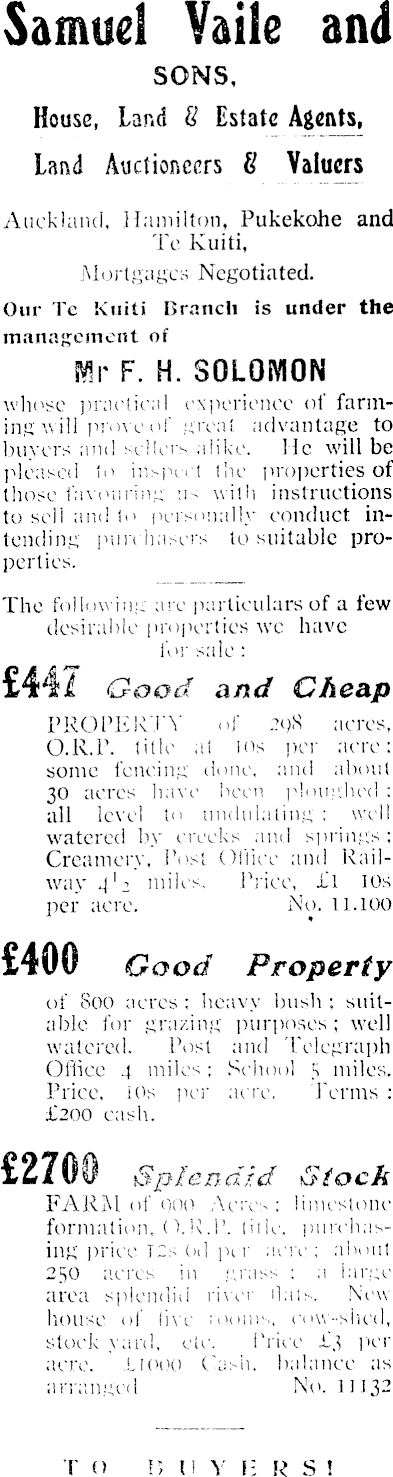 Samuel Vaile and
SONS,
House, Land & Estate Agents,
Land Auctioneers & Valuers
Auckland, Hamilton, Pukekohe and
Te Kuiti,
Mortgages Negotiated.
Our Te Kuiti Branch is under the
management of
Mr F. H. SOLOMON
whose practical experience of farm-
ing will prove of great advantage to
buyers and sellers alike. He will be
pleased to inspect the properties of
those favouring us with instructions
to sell and to personally conduct in-
tending purchasers to suitable pro-
perties.
The following are particulars of a few
desirable properties we have
for sale:
£447 Good and Cheap
PROPERTY of 298 acres,
O.R.P. title at 10s per acre;
some fencing done, and about
30 acres have been ploughed;
all level to undulating; well
watered by creeks and springs;
Creamery, Post Office and Rail-
way 4½ miles. Price, £1 10s
per acre. No. 11.100
£400 Good Property
of 800 acres; heavy bush; suit-
able for grazing purposes; well
watered. Post and Telegraph
Office 4 miles; School 5 miles.
Price, 10s per acre. Terms:
£200 cash.
£2700 Splendid Stock
FARM of 900 Acres; limestone
formation, O.R.P. title, purchas-
ing price 12s 6d per acre; about
250 acres in grass; a large
area splendid river flats. New
house of five rooms, cow-shed,
stock yard, etc. Price £3 per
acre. £1000 Cash, balance as
arranged No. 11132
TO BUYERS!